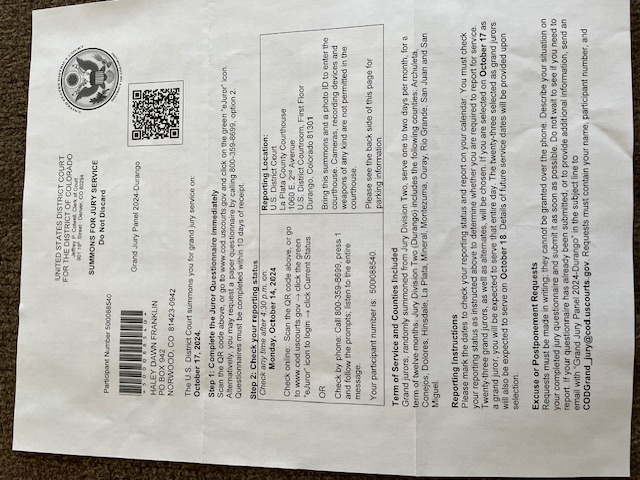 UNITED STATES DISTRICT COURT
FOR THE DISTRICT OF COLORADO
Jeffrey P. Colwell, Clerk of Court
901 19th Street - Denver, CO 80294
SUMMONS FOR JURY SERVICE
Do Not Discard
Participant Number 500088540
Grand Jury Panel 2024-Durango
HALEY DAWN FRANKLIN
PO BOX 942
NORWOOD, CO 81423-0942
The U.S. District Court summons you for grand jury service on:
October 17, 2024.
Step 1: Complete the Juror Questionnaire immediately
Scan the QR code above, or go to www.cod.uscourts.gov and click on the green "eJuror" icon.
Alternatively, you may request a paper questionnaire by calling 800-359-8699, option 2.
Questionnaires must be completed within 10 days of receipt.
Step 2: Check your reporting status
Check any time after 4:30 p.m. on:
Monday, October 14, 2024
Check online: Scan the QR code above, or go
to www.cod.uscourts.gov → click the green
"eJuror" icon to login → click Current Status
OR
Check by phone: Call 800-359-8699, press 1
and follow the prompts; listen to the entire
message.
Your participant number is: 500088540.
Reporting Location:
U.S. District Court
La Plata County Courthouse
1060 E. 2nd Avenue
U.S. District Courtroom, First Floor
Durango, Colorado 81301
Bring this summons and a photo ID to enter the
courthouse. Cameras, recording devices and
weapons of any kind are not permitted in the
courthouse.
Please see the back side of this page for
parking information.
Term of Service and Counties Included
Grand jurors, randomly summoned from Jury Division Two, serve one to two days per month, for a
term of twelve months. Jury Division Two (Durango) includes the following counties: Archuleta,
Conejos, Dolores, Hinsdale, La Plata, Mineral, Montezuma, Ouray, Rio Grande, San Juan and San
Miguel.
Reporting Instructions
Please mark the dates to check your reporting status and report on your calendar. You must check
your reporting status as instructed above to determine whether you are required to report for service.
Twenty-three grand jurors, as well as alternates, will be chosen. If you are selected on October 17 as
a grand juror, you will be expected to serve that entire day. The twenty-three selected as grand jurors
will also be expected to serve on October 18. Details of future service dates will be provided upon
selection.
Excuse or Postponement Requests
Requests must be made in writing; they cannot be granted over the phone. Describe your situation on
your completed jury questionnaire and submit it as soon as possible. Do not wait to see if you need to
report. If your questionnaire has already been submitted, or to provide additional information, send an
email with "Grand Jury Panel 2024-Durango" in the subject line to
CODGrand_jury@cod.uscourts.gov. Requests must contain your name, participant number, and